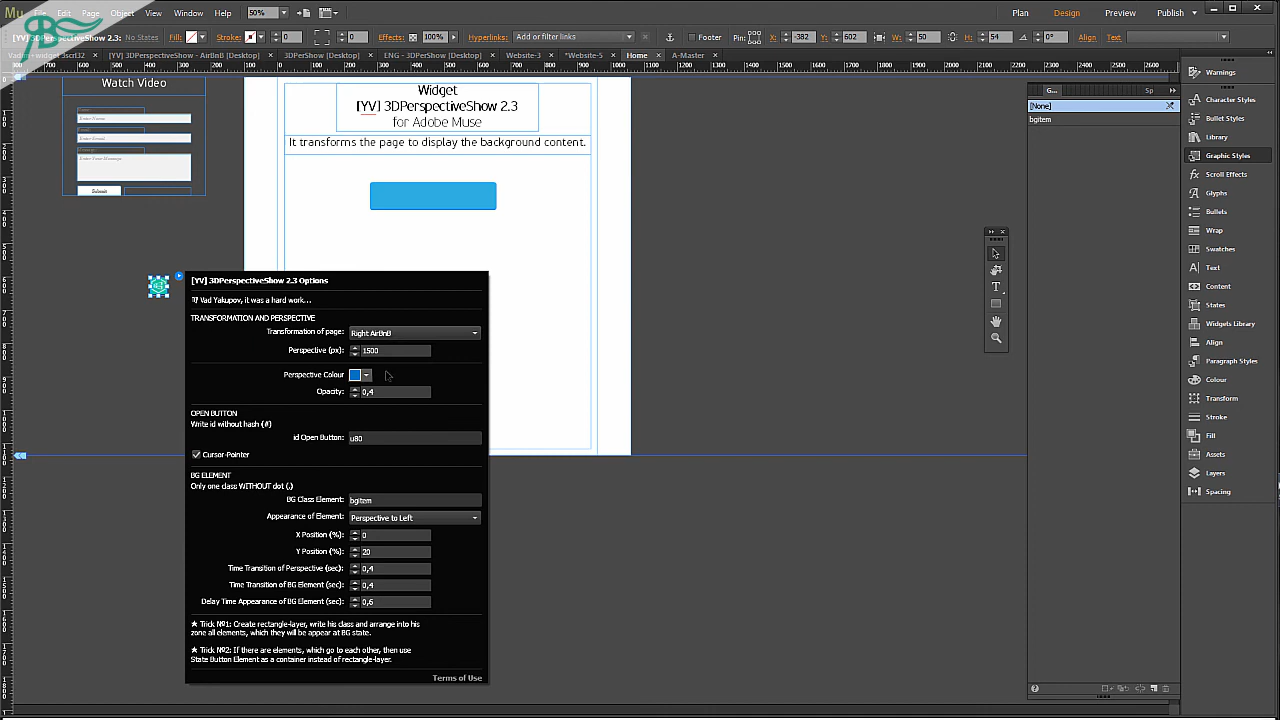 Mu File Edit Page Object View Window Help 50% Plan Design Preview Publish
[YV] 3DPerspectiveShow 2.3: No States Fill: Stroke: 0 0 Effects: 100% Hyperlinks: Add or filter links Footer Pin: X: -382 Y: 602 W: 50 H: 54 0° Align Text:
[YV] 3DPerspectiveShow - AirBNB [Desktop] 3DPerShow [Desktop] ENG - 3DPerShow [Desktop] Website-3 *Website-5 Home A-Master
Watch Video
Enter Name
Enter Email
Submit
Widget
[YV] 3DPerspectiveShow 2.3
for Adobe Muse
It transforms the page to display the background content.
[YV] 3DPerspectiveShow 2.3 Options
Vad Yakupov, it was a hard work...
TRANSFORMATION AND PERSPECTIVE
Transformation of page: Right AirBnB
Perspective (px): 1500
Perspective Colour
Opacity: 0,4
OPEN BUTTON
Write id without hash (#)
id Open Button: u80
Cursor-Pointer
BG ELEMENT
Only one class WITHOUT dot (.)
BG Class Element: bgitem
Appearance of Element: Perspective to Left
X Position (%): 0
Y Position (%): 20
Time Transition of Perspective (sec): 0,4
Time Transition of BG Element (sec): 0,4
Delay Time Appearance of BG Element (sec): 0,6
★ Trick №1: Create rectangle-layer, write his class and arrange into his
zone all elements, which they will be appear at BG state.
★ Trick №2: If there are elements, which go to each other, then use
State Button Element as a container instead of rectangle-layer.
Terms of Use
G... Sp
[None]
bgitem
Warnings
Character Styles
Bullet Styles
Library
Graphic Styles
Scroll Effects
Glyphs
Bullets
Wrap
Swatches
Text
Content
States
Widgets Library
Align
Paragraph Styles
Colour
Transform
Stroke
Fill
Assets
Layers
Spacing